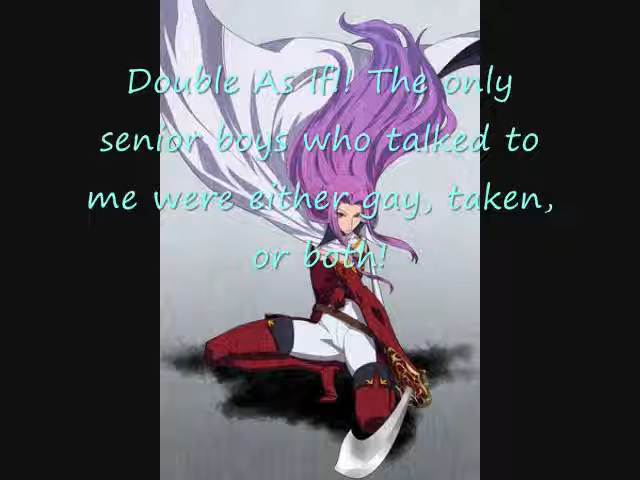 Double As If!! The only
senior boys who talked to
me were either gay, taken,
or both!